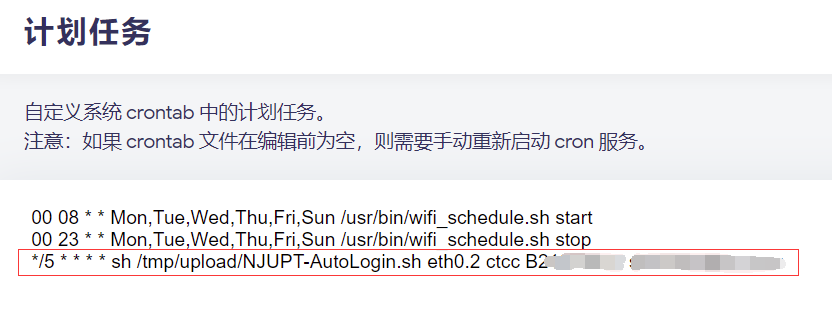 计划任务
自定义系统 crontab 中的计划任务。
注意：如果 crontab 文件在编辑前为空，则需要手动重新启动 cron 服务。
00 08 * * Mon,Tue,Wed,Thu,Fri,Sun /usr/bin/wifi_schedule.sh start
00 23 * * Mon,Tue,Wed,Thu,Fri,Sun /usr/bin/wifi_schedule.sh stop
*/5 * * * * sh /tmp/upload/NJUPT-AutoLogin.sh eth0.2 ctcc